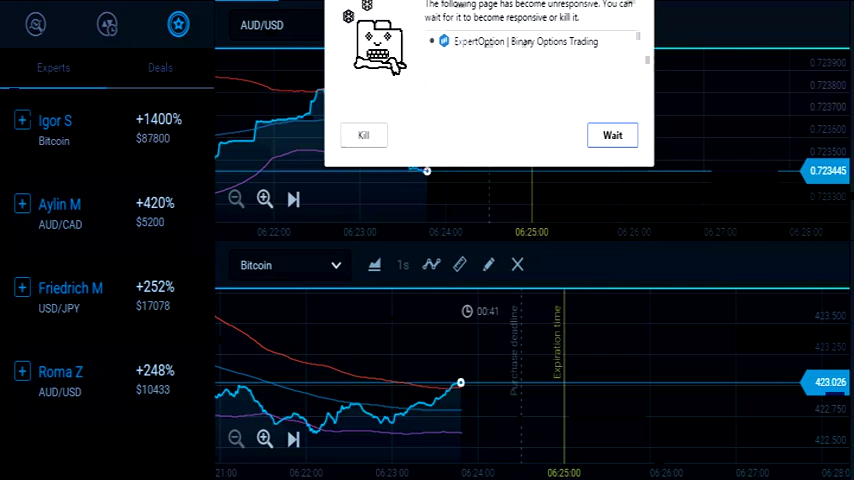 Experts
Deals
Igor S
+1400%
Bitcoin
$87800
Aylin M
+420%
AUD/CAD
$5200
Friedrich M
+252%
USD/JPY
$17078
Roma Z
+248%
AUD/USD
$10433
AUD/USD
The following page has become unresponsive. You can
wait for it to become responsive or kill it.
ExpertOption | Binary Options Trading
Kill
Wait
0.723900
0.723800
0.723700
0.723600
0.723500
0.723445
0.723300
06:22:00
06:23:00
06:24:00
06:25:00
06:26:00
06:27:00
06:28:00
Bitcoin
1s
00:41
Purchase deadline
Expiration time
423.500
423.250
423.026
422.750
422.500
21:00
06:22:00
06:23:00
06:24:00
06:25:00
06:26:00
06:27:00
06:28:00